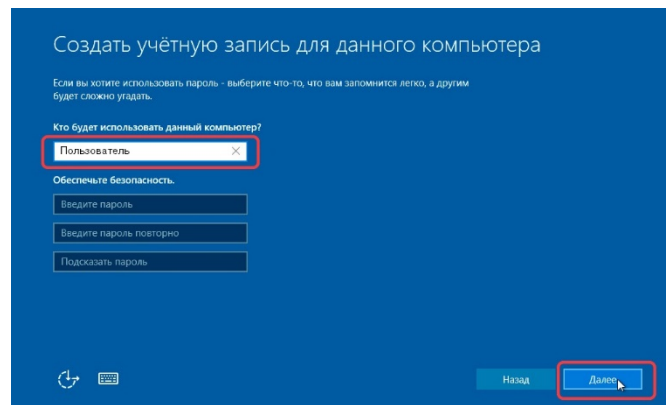 Создать учётную запись для данного компьютера
Если вы хотите использовать пароль - выберите что-то, что вам запомнится легко, а другим
будет сложно угадать.
Кто будет использовать данный компьютер?
Пользователь
Обеспечьте безопасность.
Введите пароль
Введите пароль повторно
Подсказать пароль
Назад
Далее